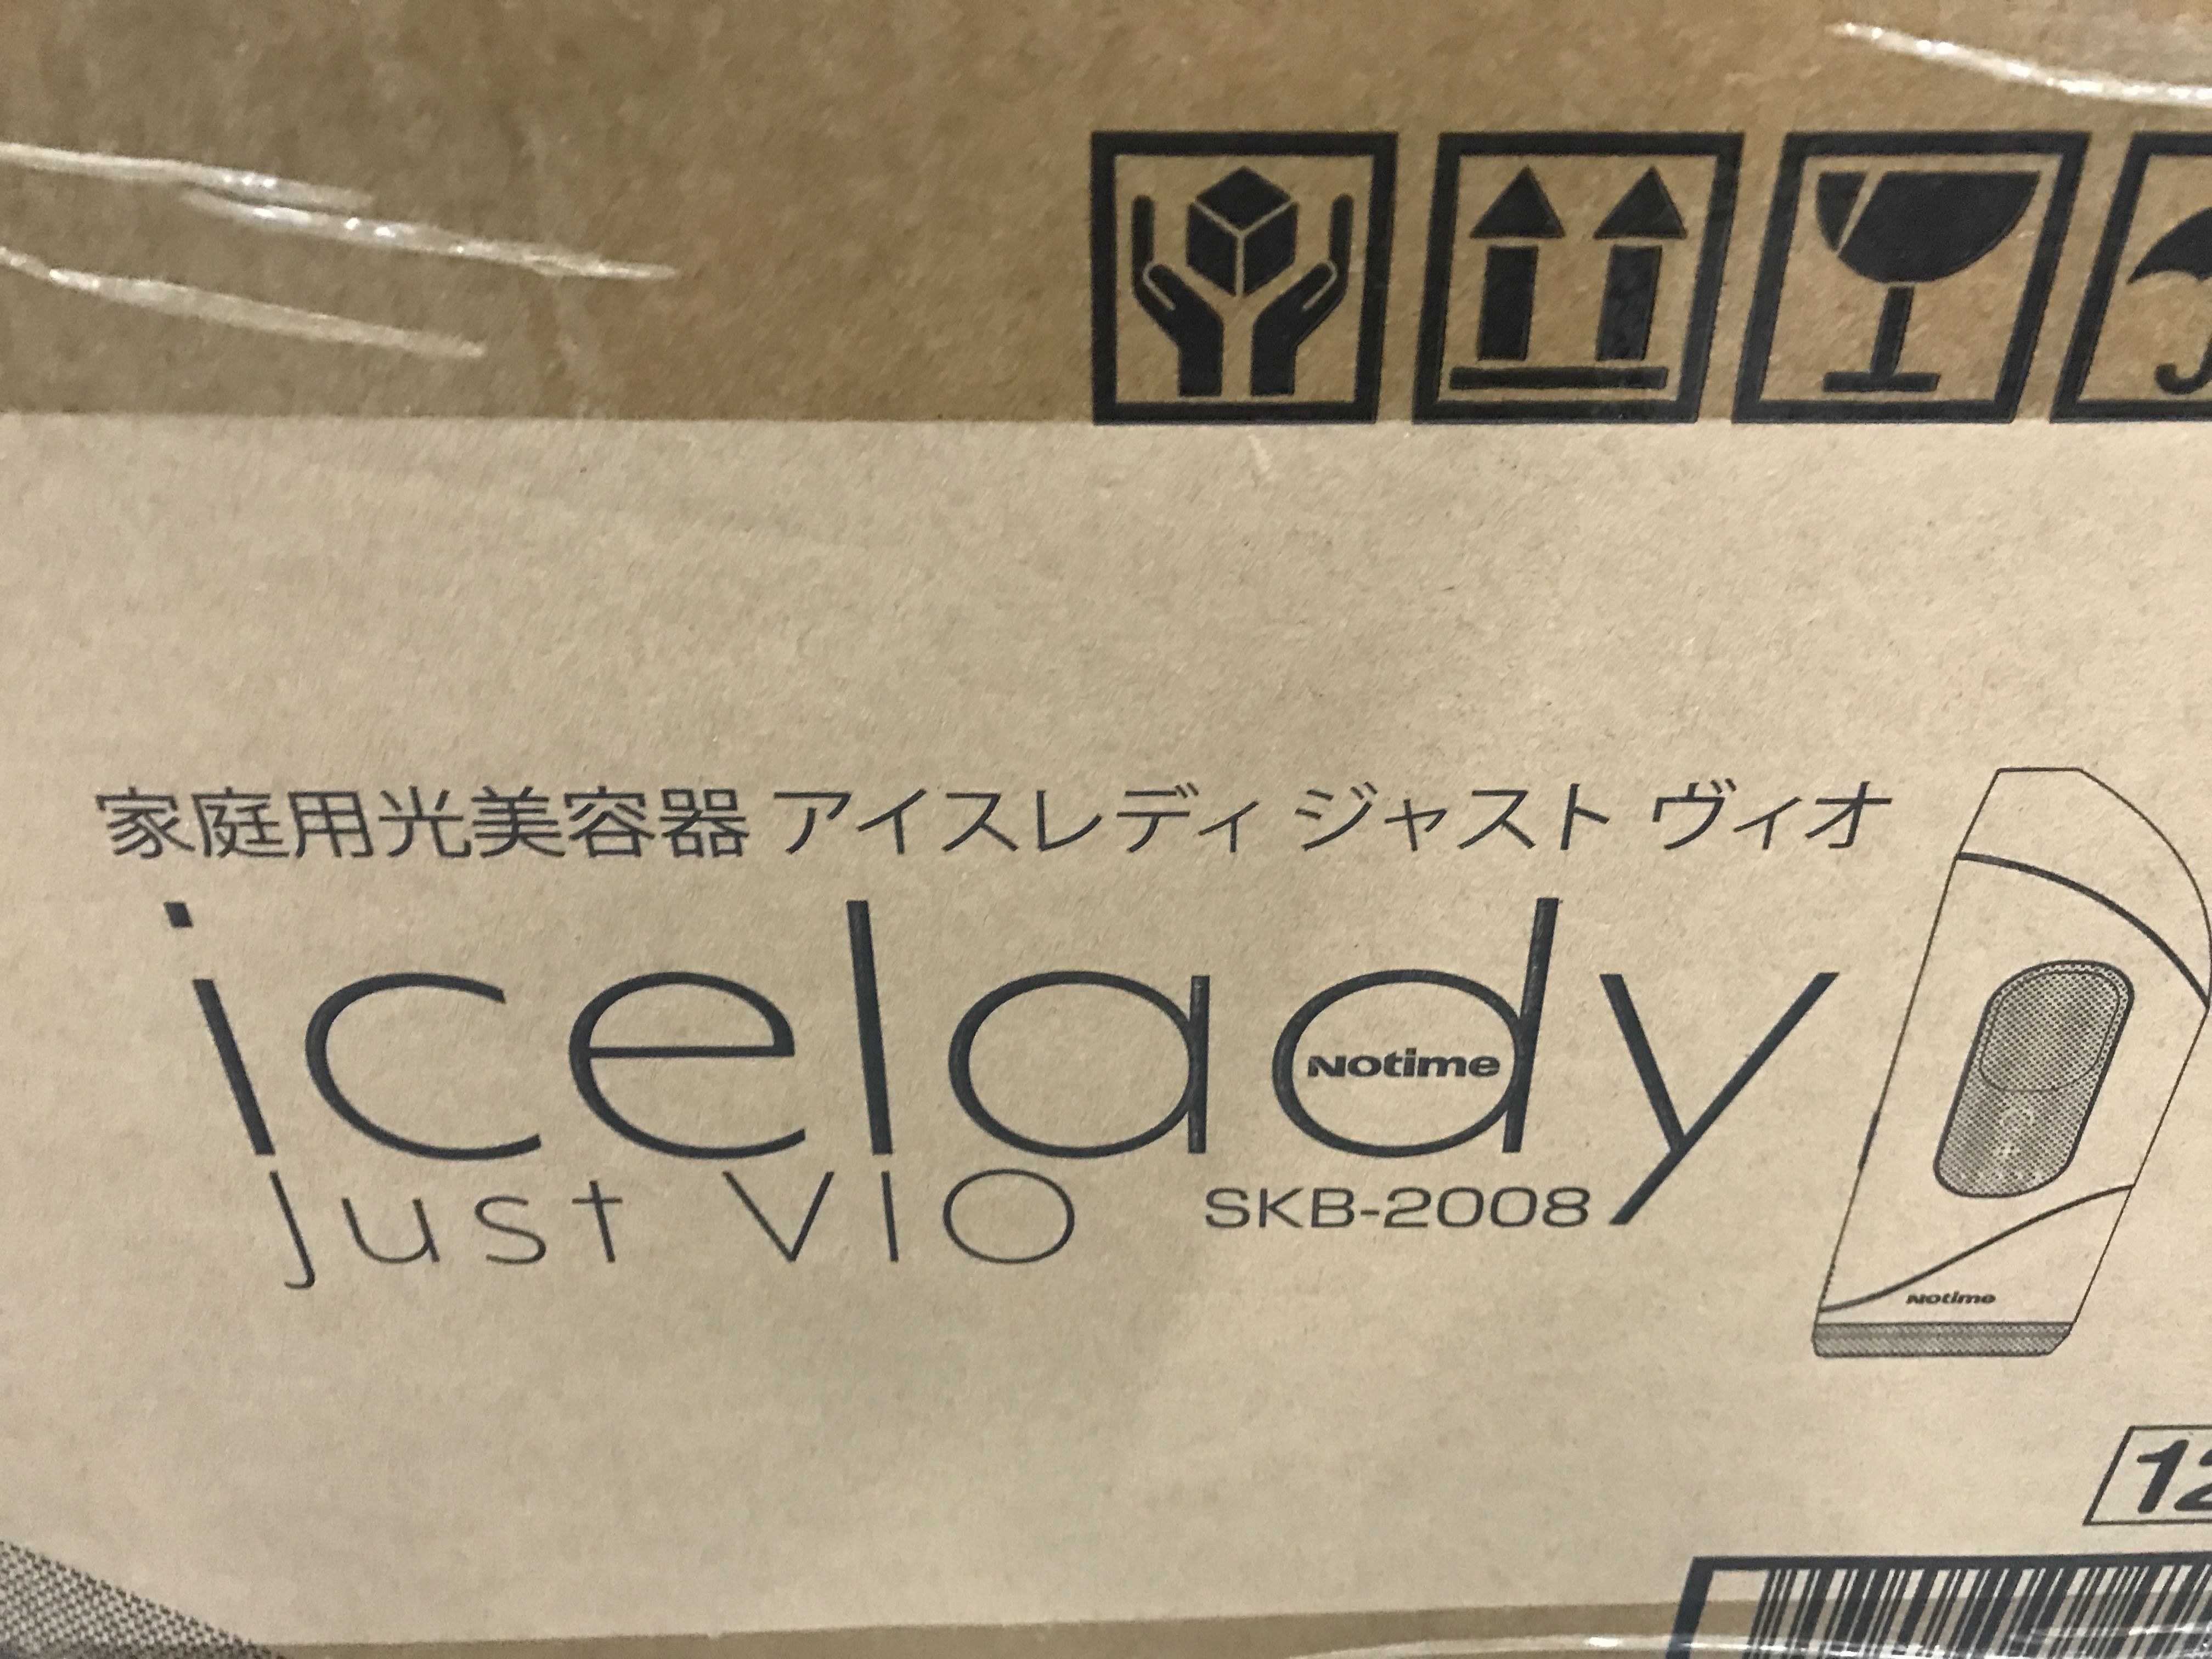 家庭用光美容器 アイスレディ ジャスト ヴィオ
icelady
Notime
just VIO SKB-2008
Notime
12